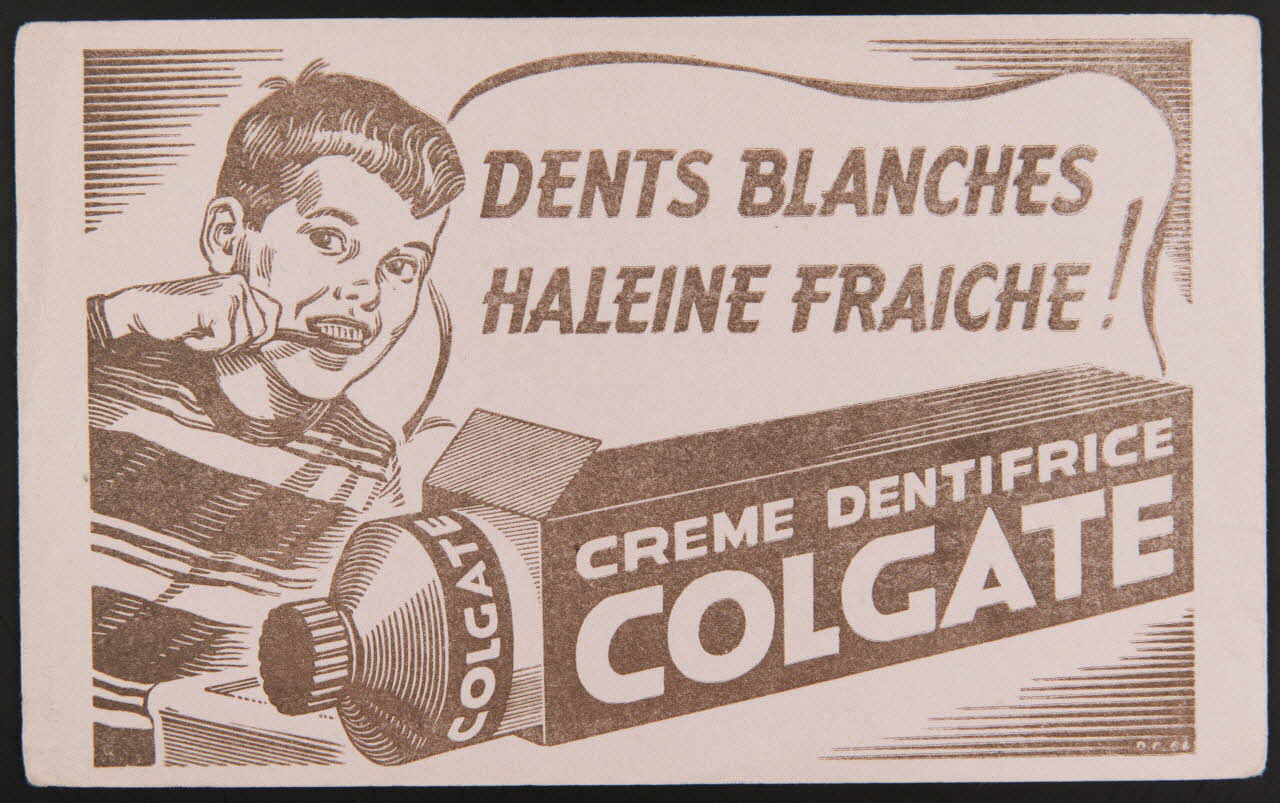 DENTS BLANCHES
HALEINE FRAICHE !
CREME DENTIFRICE
COLGATE
COLGATE